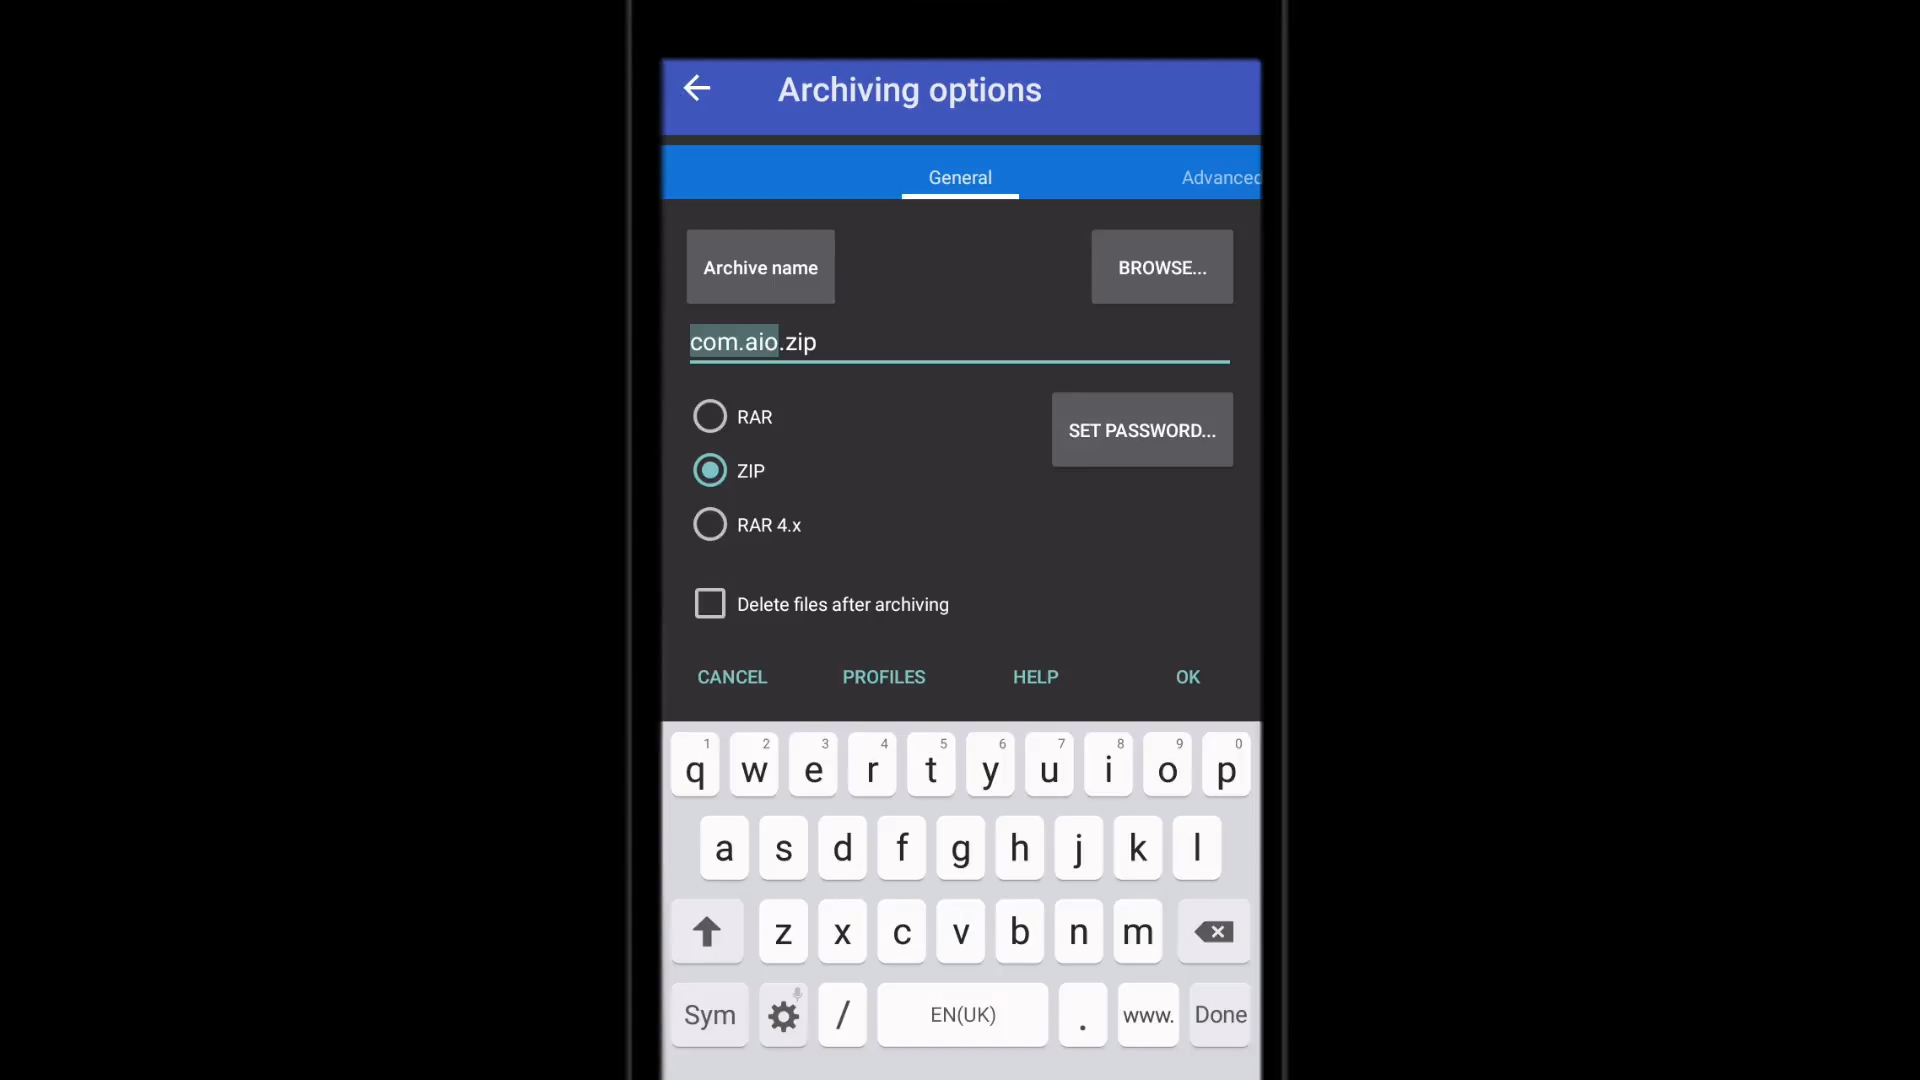 Archiving options
General
Advanced
Archive name
BROWSE...
com.aio.zip
RAR
SET PASSWORD...
ZIP
RAR 4.x
Delete files after archiving
CANCEL PROFILES HELP OK
1 2 3 4 5 6 7 8 9 0
q w e r t y u i o p
a s d f g h j k l
z x c v b n m
Sym / EN(UK) . www. Done